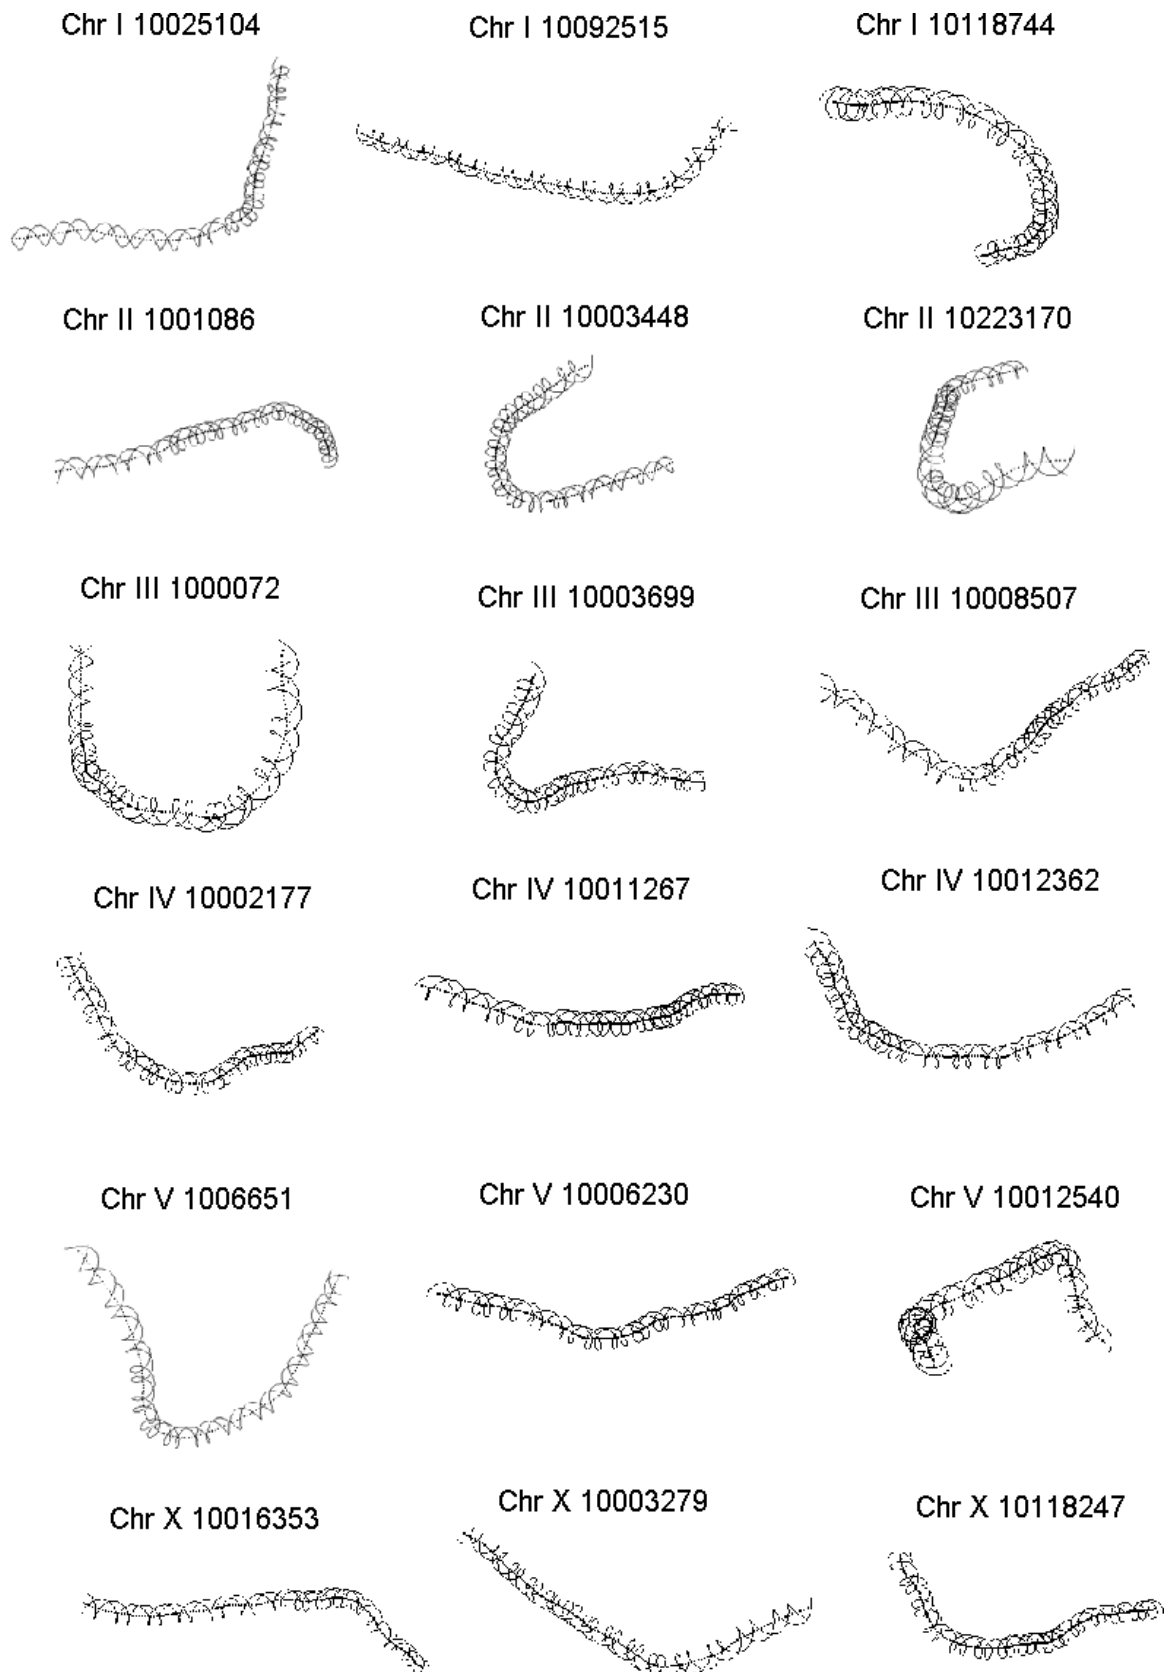 Chr I 10025104
Chr I 10092515
Chr I 10118744
Chr II 1001086
Chr II 10003448
Chr II 10223170
Chr III 1000072
Chr III 10003699
Chr III 10008507
Chr IV 10002177
Chr IV 10011267
Chr IV 10012362
Chr V 1006651
Chr V 10006230
Chr V 10012540
Chr X 10016353
Chr X 10003279
Chr X 10118247